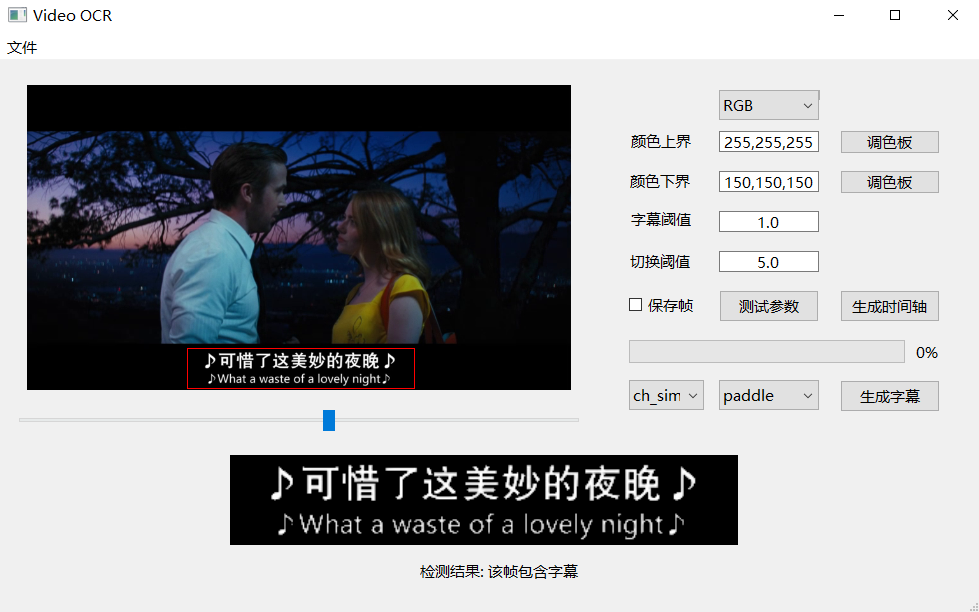 Video OCR
文件
RGB
颜色上界 255,255,255 调色板
颜色下界 150,150,150 调色板
字幕阈值 1.0
切换阈值 5.0
保存帧 测试参数 生成时间轴
0%
ch_sim paddle 生成字幕
♪可惜了这美妙的夜晚♪
♪What a waste of a lovely night♪
♪可惜了这美妙的夜晚♪
♪What a waste of a lovely night♪
检测结果: 该帧包含字幕